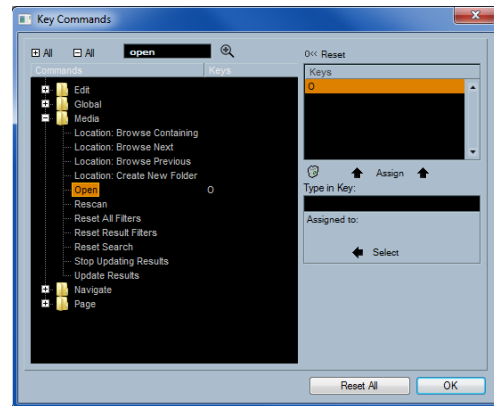 Key Commands
All All open 0<< Reset
Commands Keys
Keys
O
Edit
Global
Media
Location: Browse Containing
Location: Browse Next
Location: Browse Previous
Location: Create New Folder
Assign
Open O
Type in Key:
Rescan
Reset All Filters
Assigned to:
Reset Result Filters
Reset Search
Stop Updating Results
Select
Update Results
Navigate
Page
Reset All OK